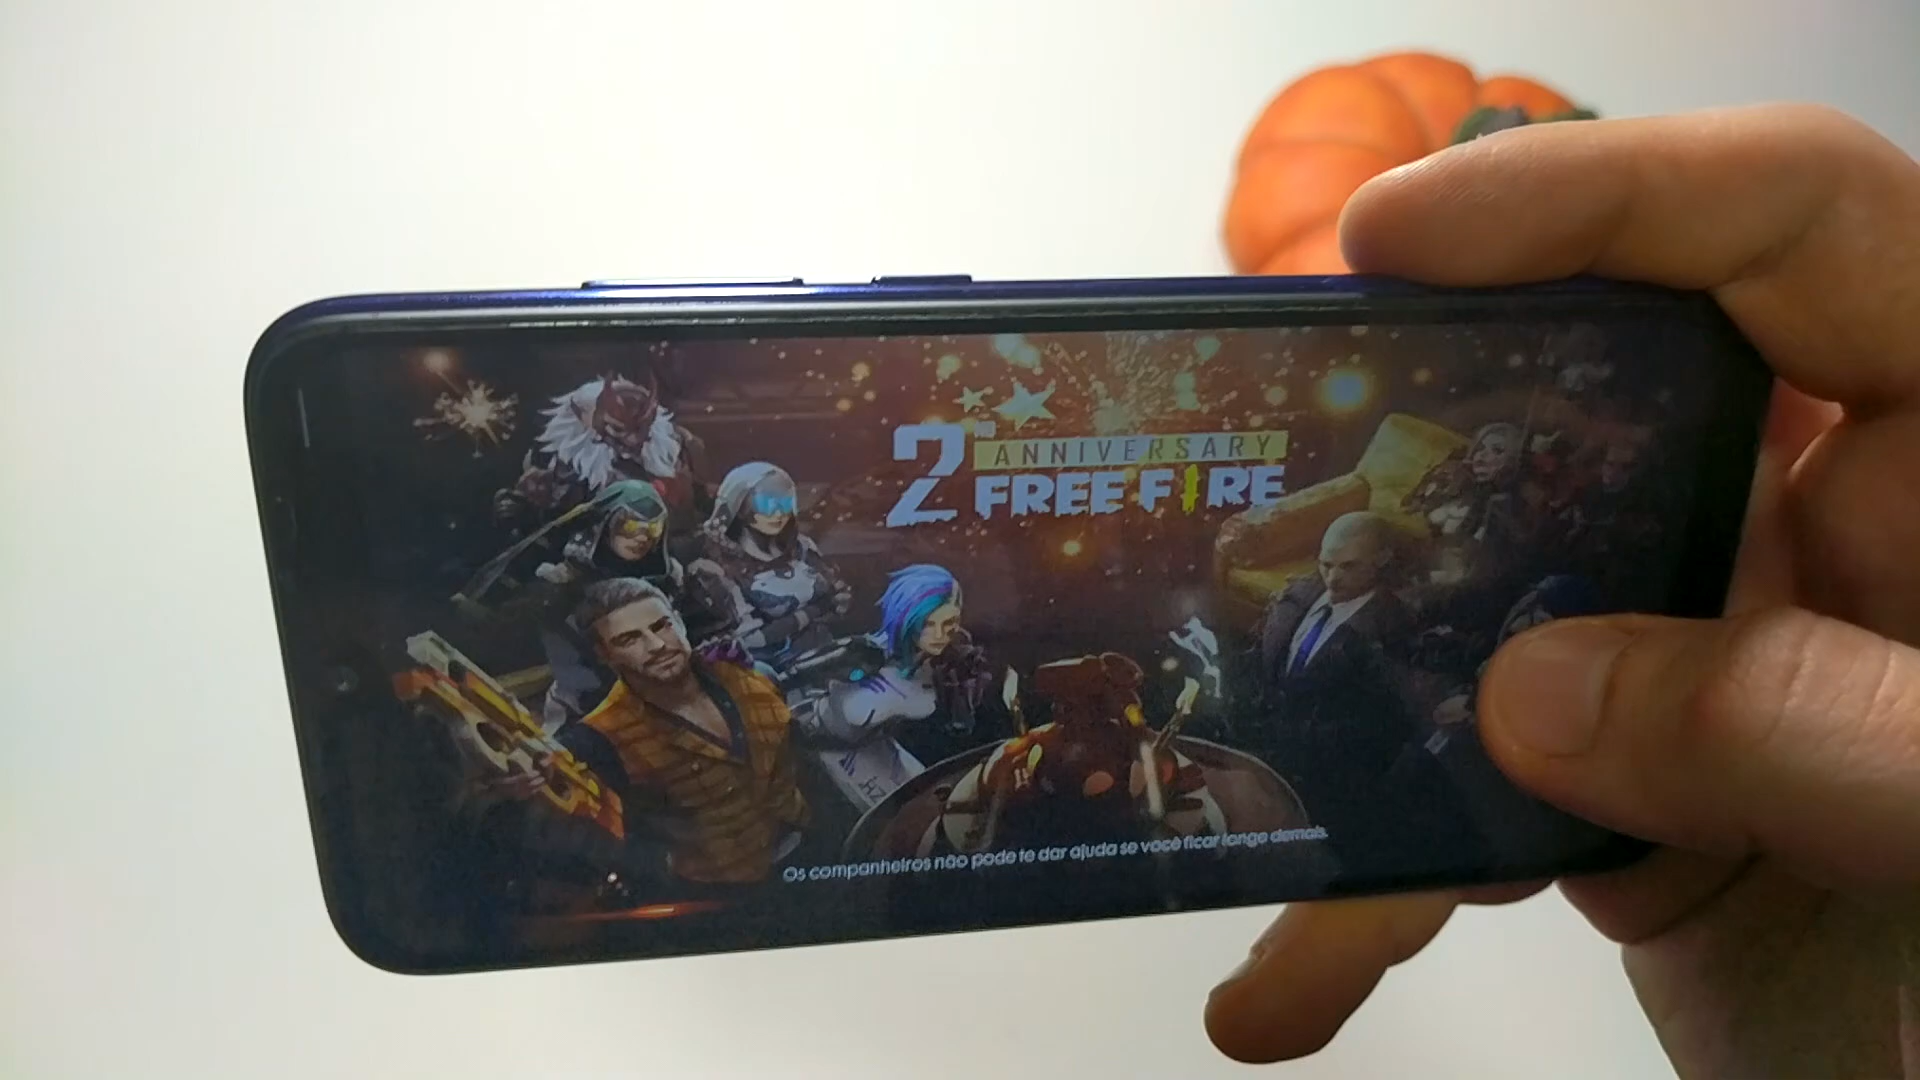 2
ANNIVERSARY
FREE FIRE
Os companheiros não pode te dar ajuda se você ficar longe demais.